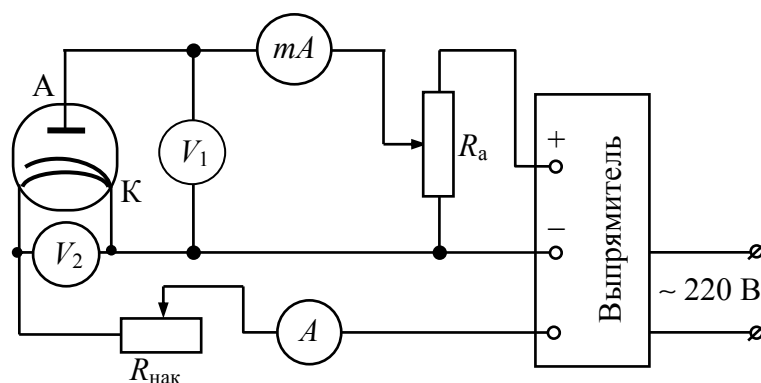 mA
А
+
Rа
V1
К
−
V2
Выпрямитель
~ 220 В
A
Rнак